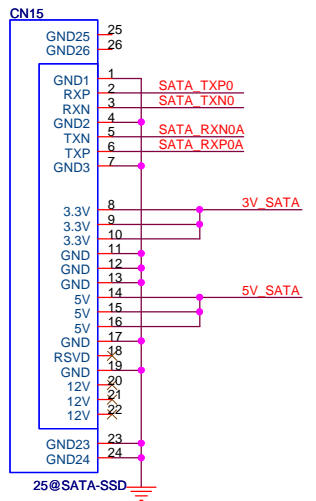 CN15
GND25 25
GND26 26
GND1 1
RXP 2 SATA_TXP0
RXN 3 SATA_TXN0
GND2 4
TXN 5 SATA_RXN0A
TXP 6 SATA_RXP0A
GND3 7
3.3V 8 3V_SATA
3.3V 9
3.3V 10
GND 11
GND 12
GND 13
5V 14 5V_SATA
5V 15
5V 16
GND 17
RSVD 18
GND 19
12V 20
12V 21
12V 22
GND23 23
GND24 24
25@SATA-SSD